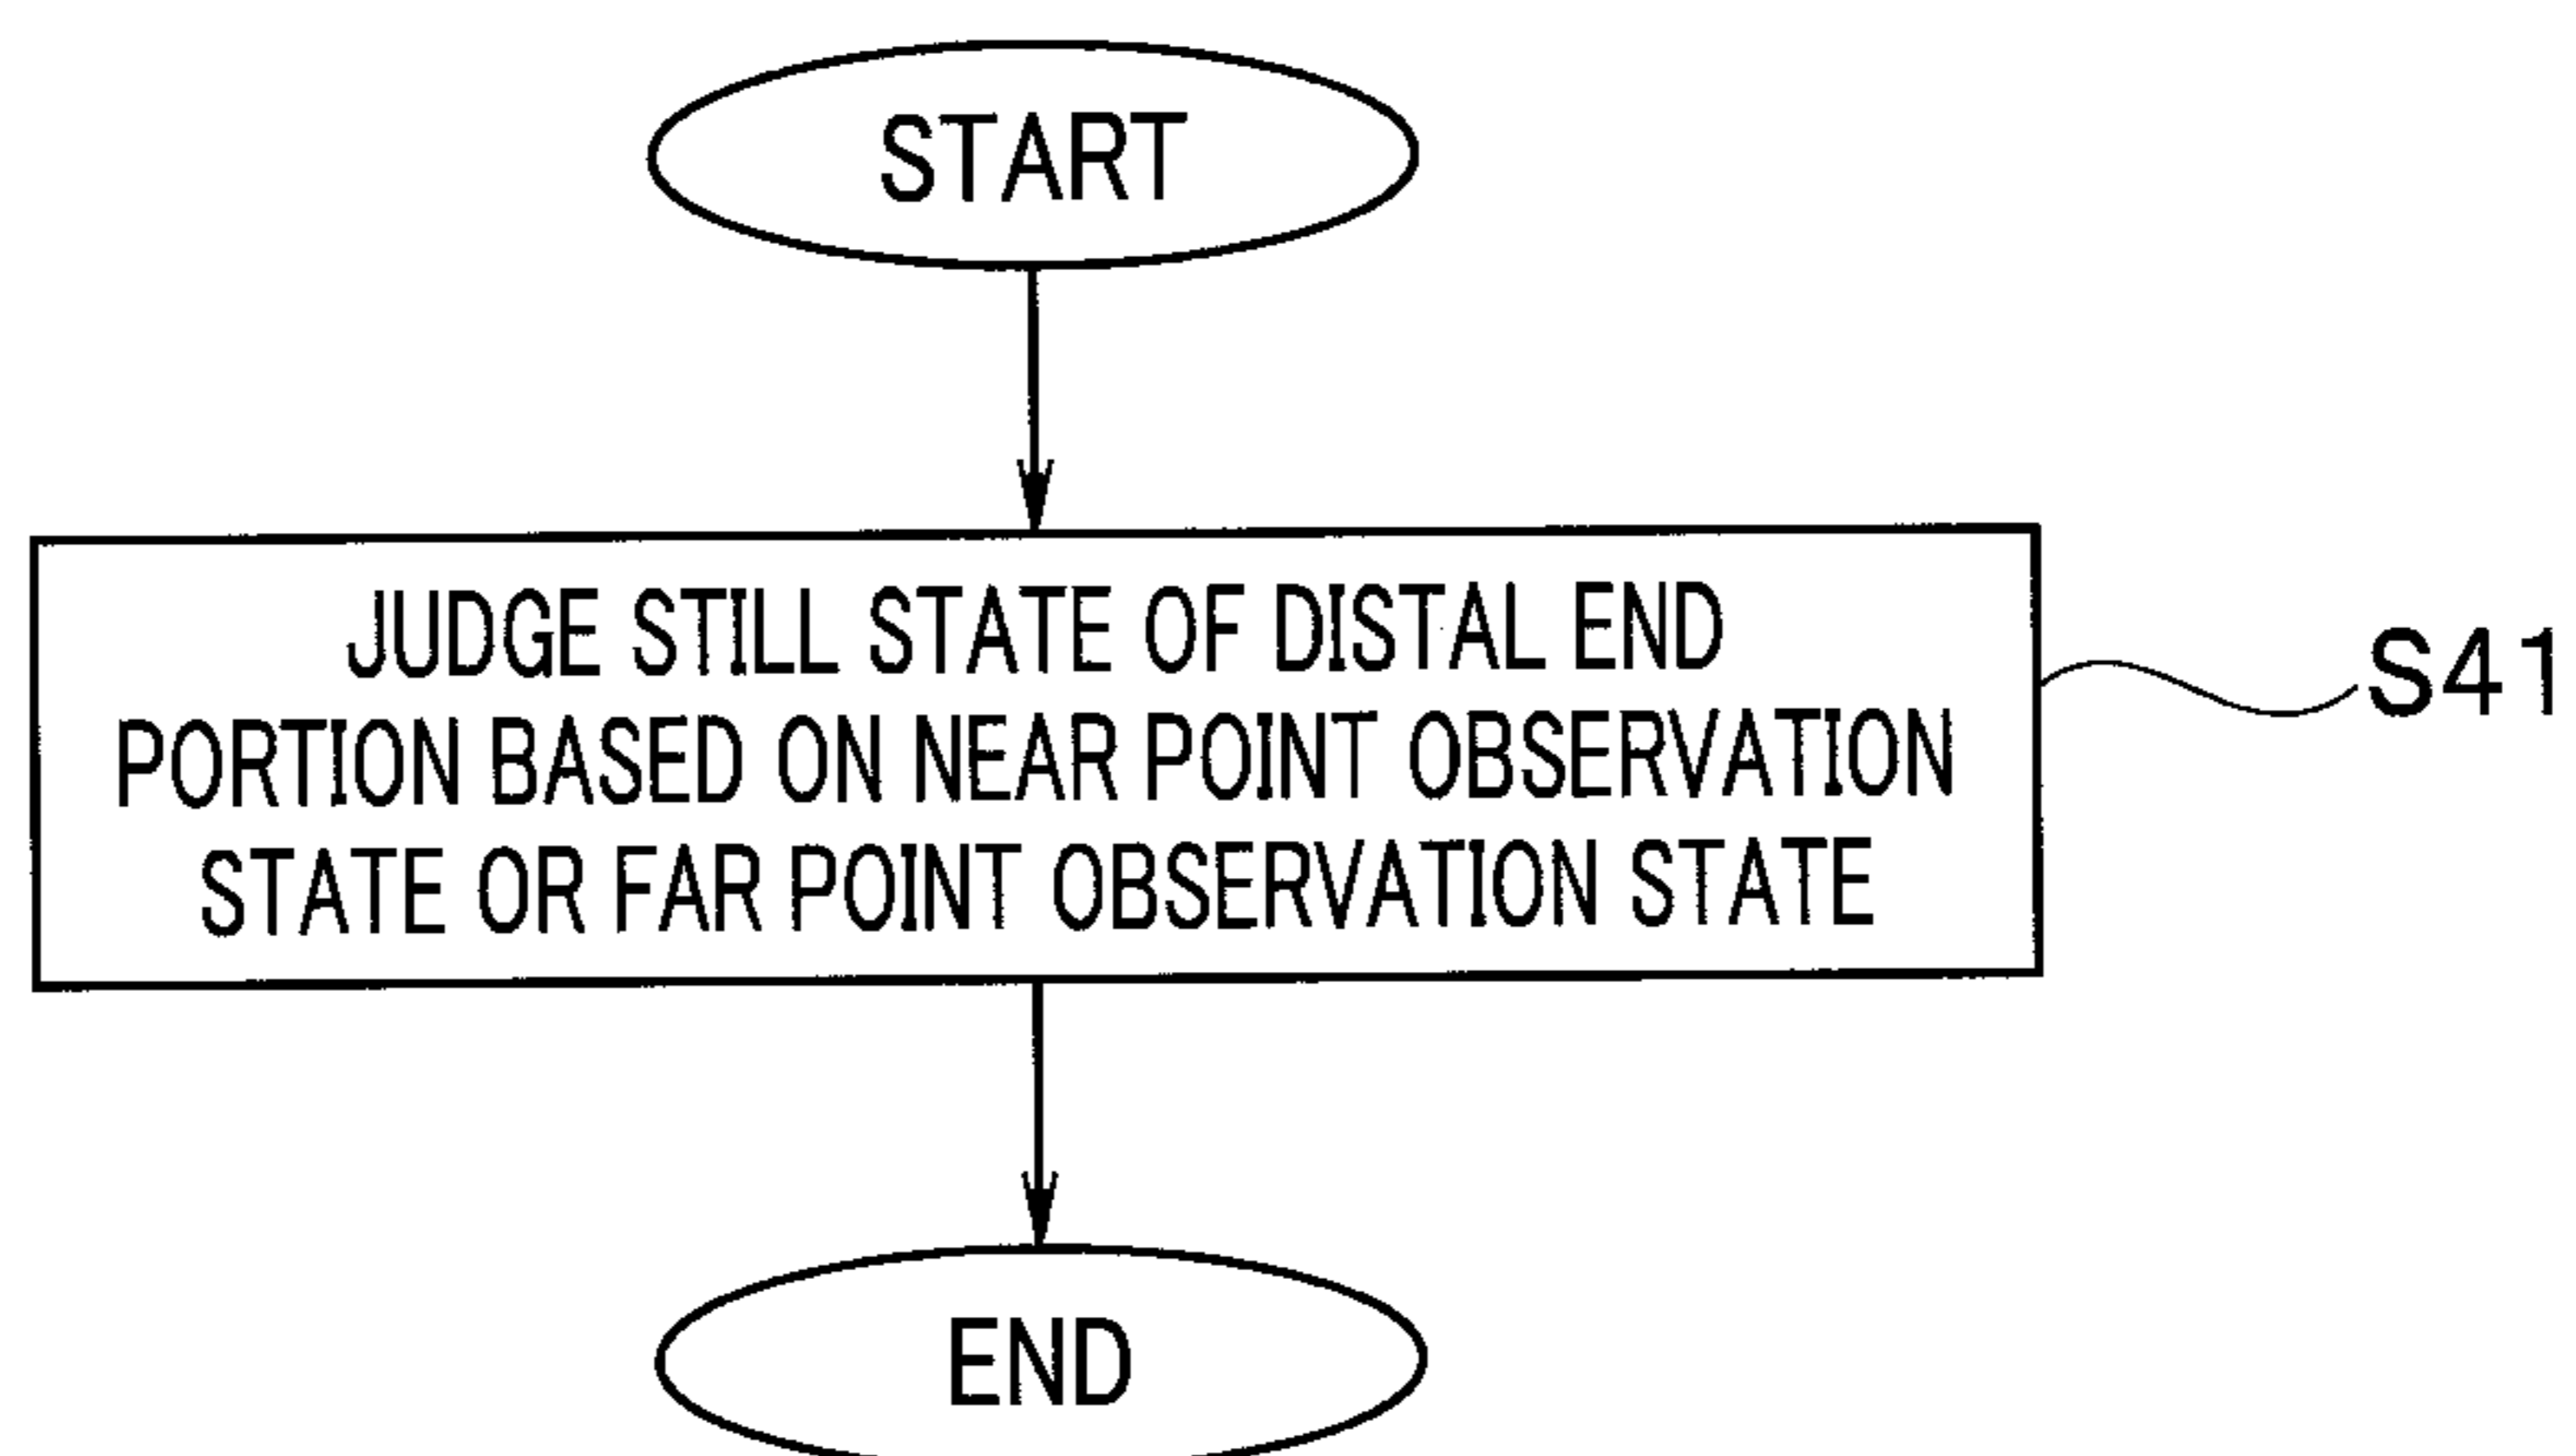 START
JUDGE STILL STATE OF DISTAL END
PORTION BASED ON NEAR POINT OBSERVATION
STATE OR FAR POINT OBSERVATION STATE
S41
END